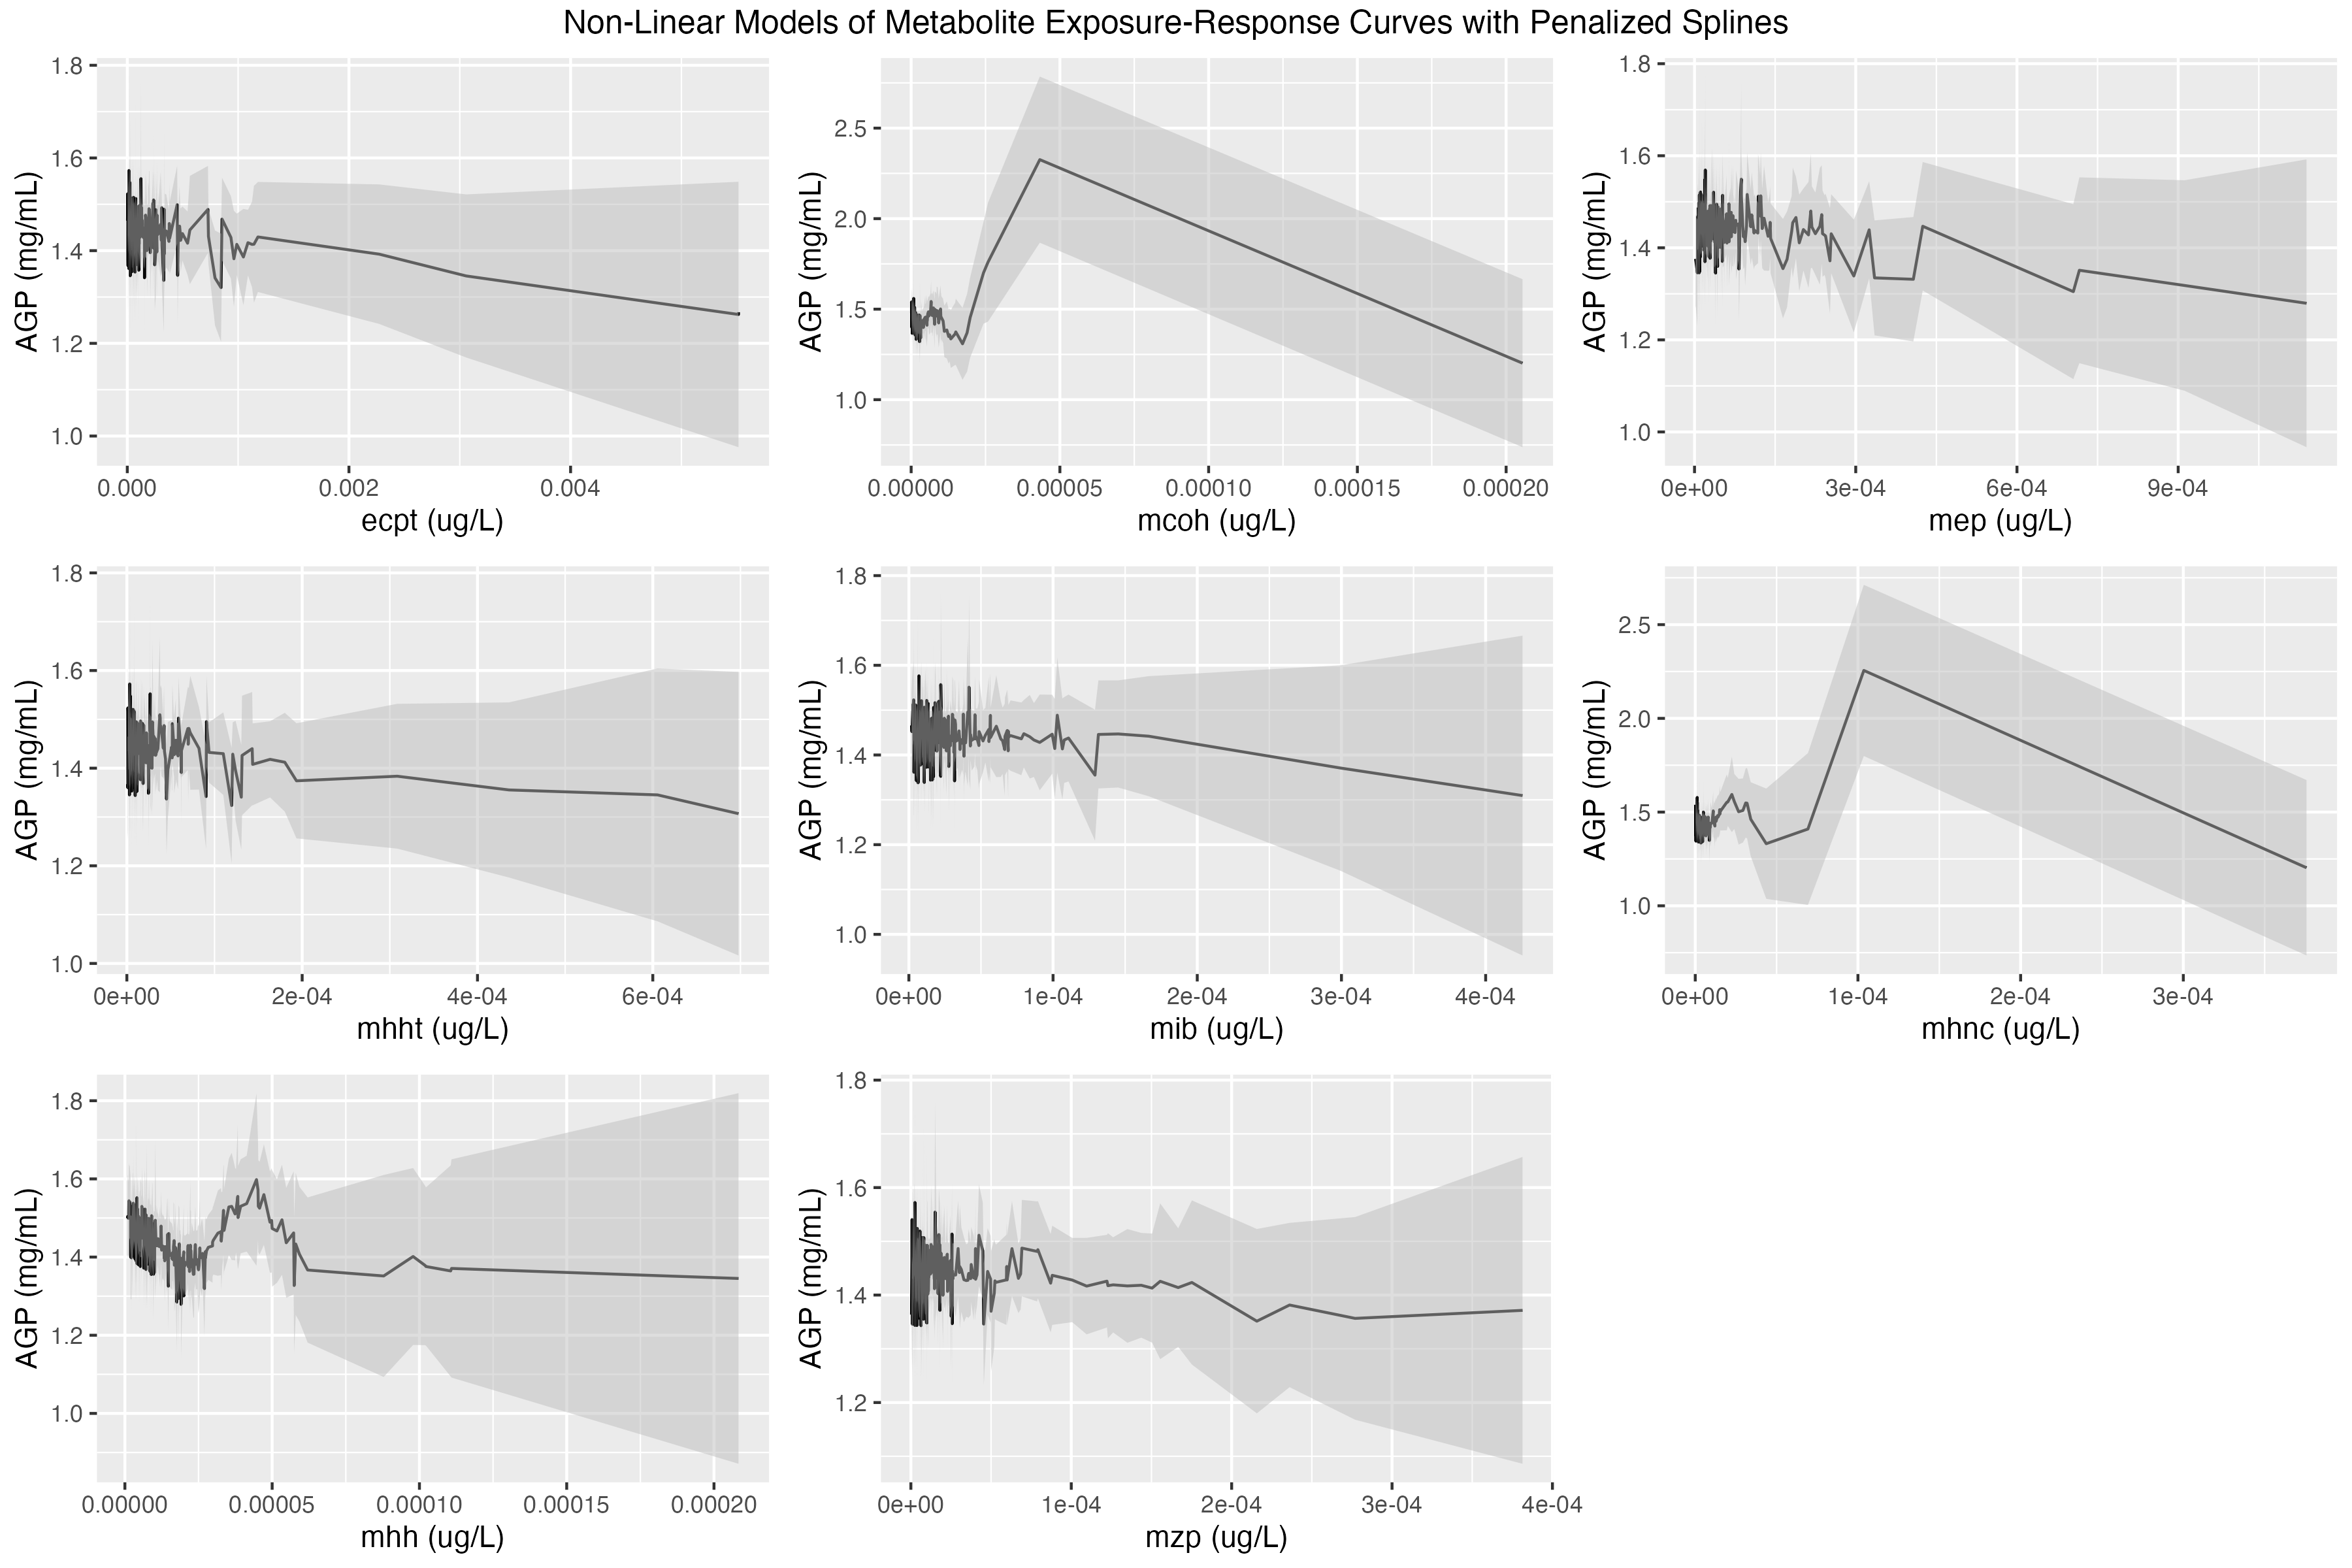 Non-Linear Models of Metabolite Exposure-Response Curves with Penalized Splines
AGP (mg/mL)
1.8
1.6
1.4
1.2
1.0
0.000 0.002 0.004
ecpt (ug/L)
AGP (mg/mL)
2.5
2.0
1.5
1.0
0.00000 0.00005 0.00010 0.00015 0.00020
mcoh (ug/L)
AGP (mg/mL)
1.8
1.6
1.4
1.2
1.0
0e+00 3e-04 6e-04 9e-04
mep (ug/L)
AGP (mg/mL)
1.8
1.6
1.4
1.2
1.0
0e+00 2e-04 4e-04 6e-04
mhht (ug/L)
AGP (mg/mL)
1.8
1.6
1.4
1.2
1.0
0e+00 1e-04 2e-04 3e-04 4e-04
mib (ug/L)
AGP (mg/mL)
2.5
2.0
1.5
1.0
0e+00 1e-04 2e-04 3e-04
mhnc (ug/L)
AGP (mg/mL)
1.8
1.6
1.4
1.2
1.0
0.00000 0.00005 0.00010 0.00015 0.00020
mhh (ug/L)
AGP (mg/mL)
1.8
1.6
1.4
1.2
0e+00 1e-04 2e-04 3e-04 4e-04
mzp (ug/L)